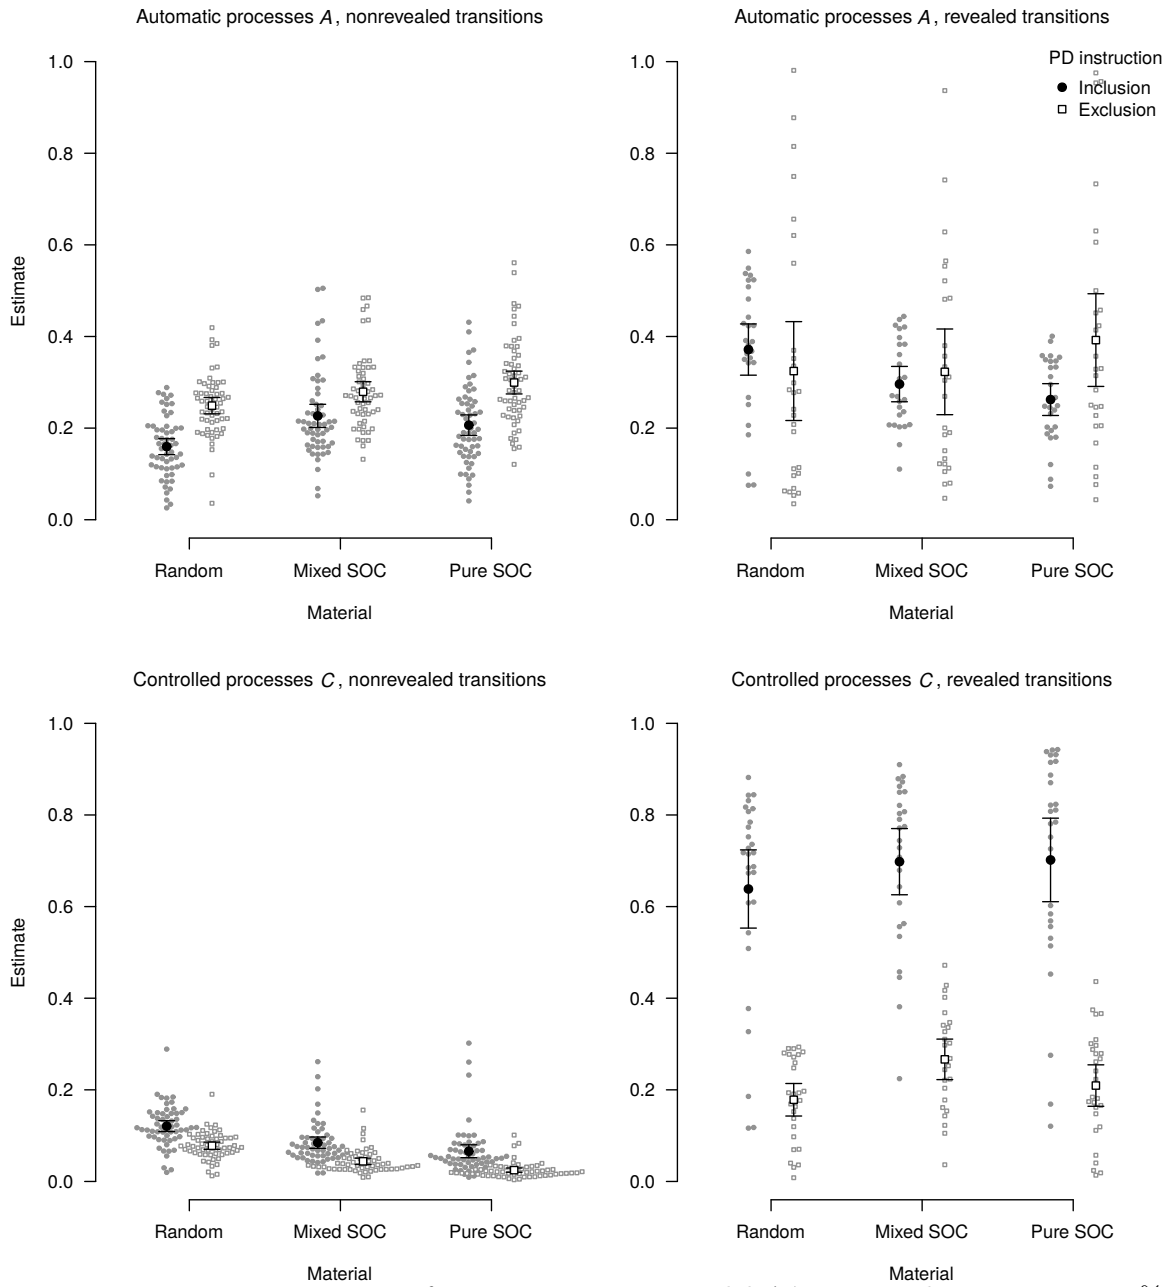 Automatic processes A, nonrevealed transitions
1.0
0.8
0.6
0.4
0.2
0.0
Estimate
Random Mixed SOC Pure SOC
Material
Automatic processes A, revealed transitions
PD instruction
Inclusion
Exclusion
1.0
0.8
0.6
0.4
0.2
0.0
Random Mixed SOC Pure SOC
Material
Controlled processes C, nonrevealed transitions
1.0
0.8
0.6
0.4
0.2
0.0
Estimate
Random Mixed SOC Pure SOC
Material
Controlled processes C, revealed transitions
1.0
0.8
0.6
0.4
0.2
0.0
Random Mixed SOC Pure SOC
Material